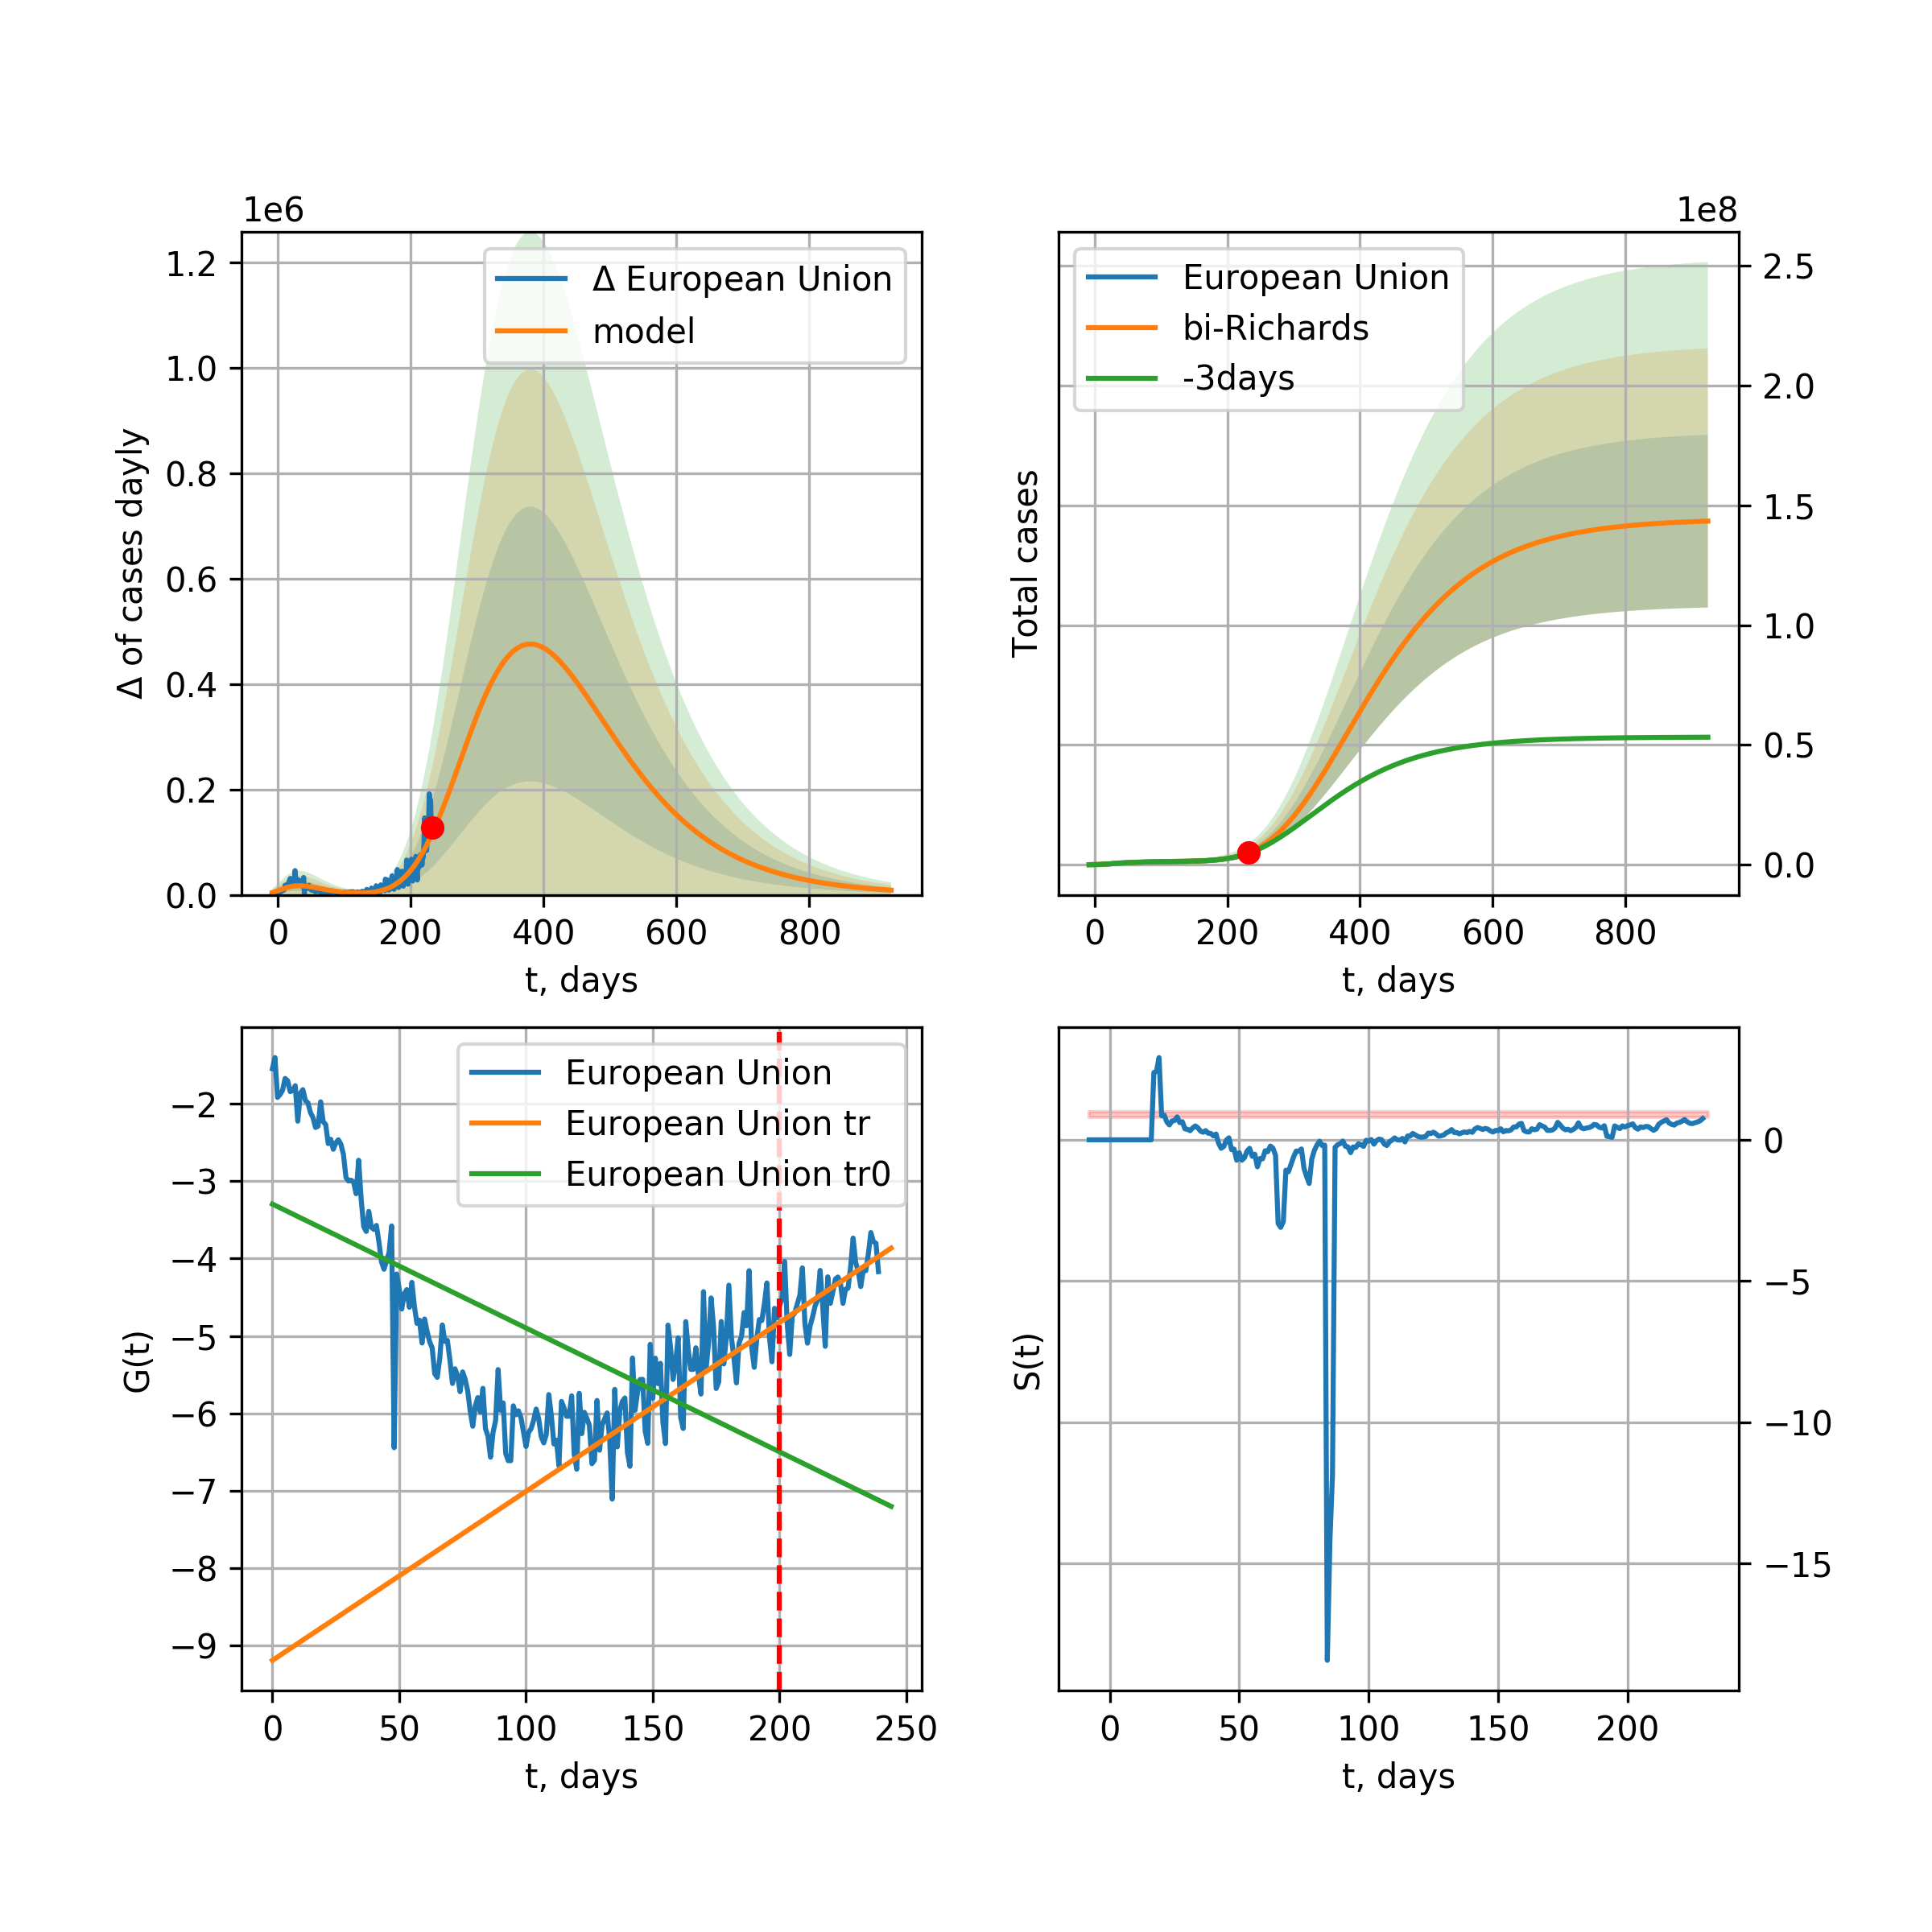 1e6
Δ of cases dayly
1.2
1.0
0.8
0.6
0.4
0.2
0.0
Δ European Union
model
0 200 400 600 800
t, days
1e8
Total cases
European Union
bi-Richards
-3days
2.5
2.0
1.5
1.0
0.5
0.0
0 200 400 600 800
t, days
G(t)
−2
−3
−4
−5
−6
−7
−8
−9
European Union
European Union tr
European Union tr0
0 50 100 150 200 250
t, days
S(t)
0
−5
−10
−15
0 50 100 150 200
t, days